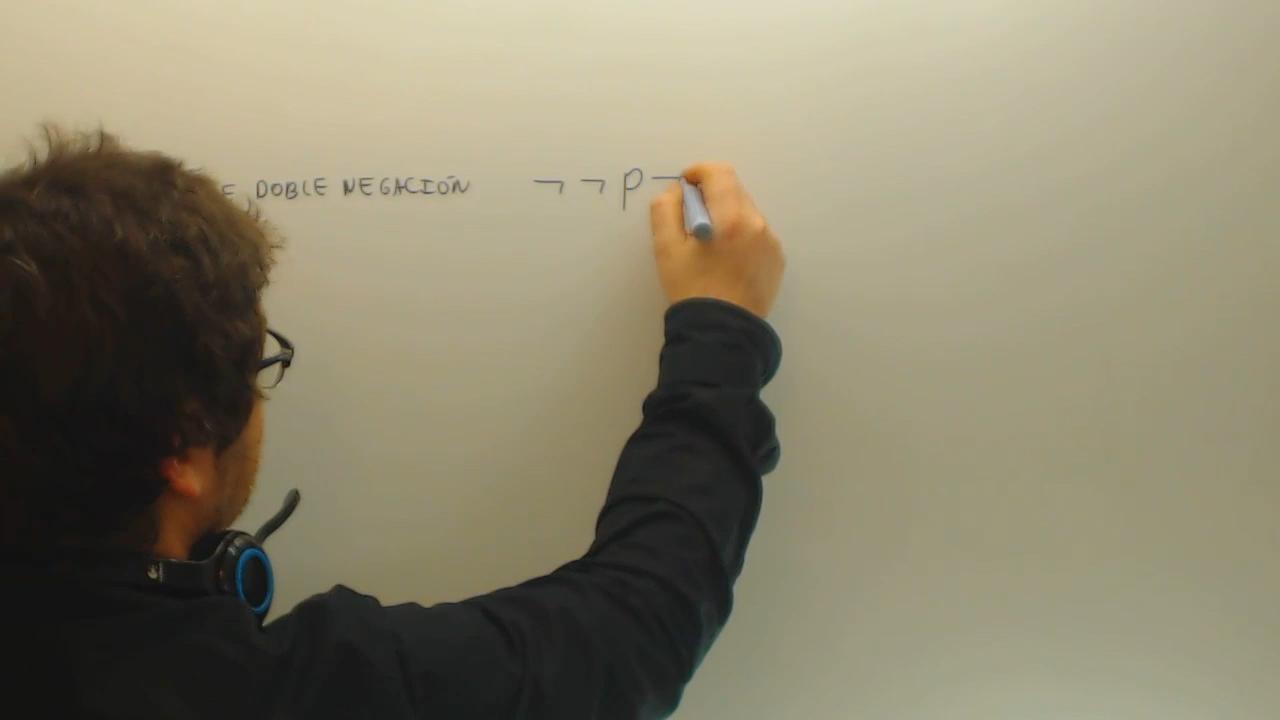 E DOBLE NEGACIÓN ¬ ¬ p —